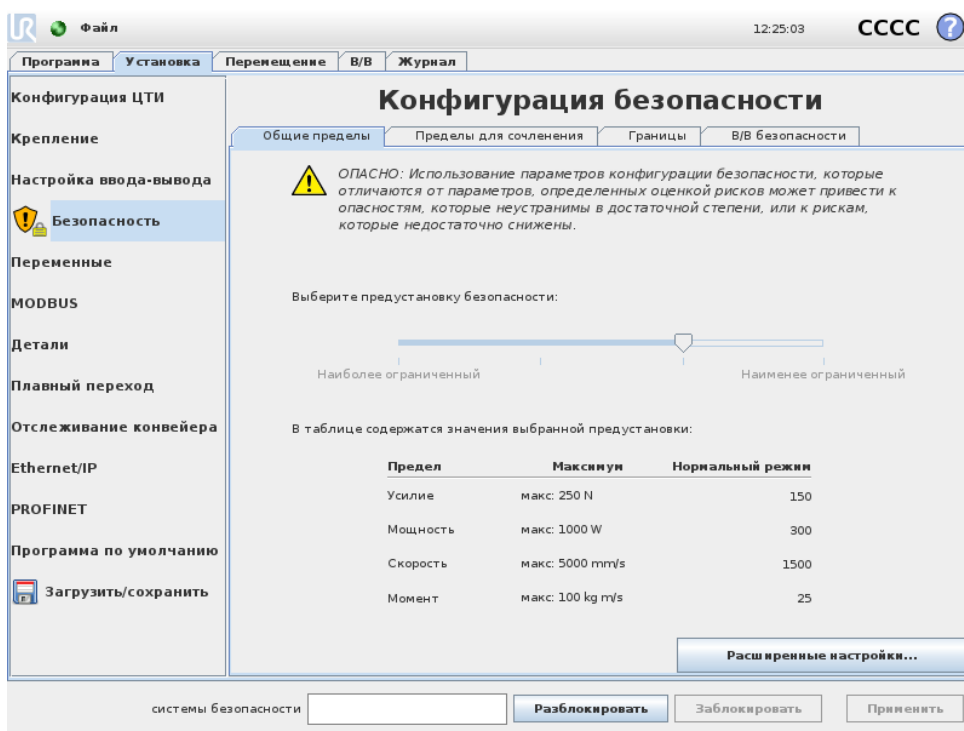 UR
Файл
12:25:03
CCCC
?
Программа
Установка
Перемещение
В/В
Журнал
Конфигурация ЦТИ
Крепление
Настройка ввода-вывода
Безопасность
Переменные
MODBUS
Детали
Плавный переход
Отслеживание конвейера
Ethernet/IP
PROFINET
Программа по умолчанию
Загрузить/сохранить
Конфигурация безопасности
Общие пределы
Пределы для сочленения
Границы
В/В безопасности
ОПАСНО: Использование параметров конфигурации безопасности, которые
отличаются от параметров, определенных оценкой рисков может привести к
опасностям, которые неустранимы в достаточной степени, или к рискам,
которые недостаточно снижены.
Выберите предустановку безопасности:
Наиболее ограниченный
Наименее ограниченный
В таблице содержатся значения выбранной предустановки:
Предел Максимум Нормальный режим
Усилие макс: 250 N 150
Мощность макс: 1000 W 300
Скорость макс: 5000 mm/s 1500
Момент макс: 100 kg m/s 25
Расширенные настройки...
системы безопасности
Разблокировать
Заблокировать
Применить